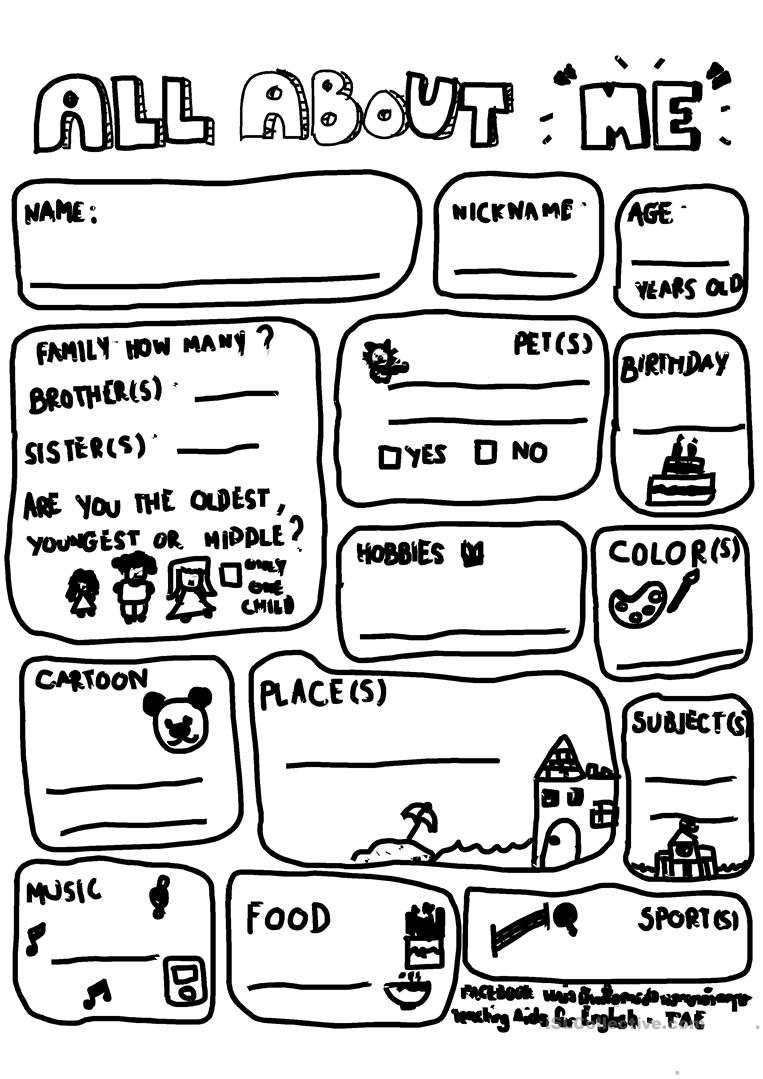 ALL ABOUT ME
NAME:
NICKNAME
AGE
YEARS OLD
FAMILY HOW MANY?
BROTHER(S)
SISTER(S)
ARE YOU THE OLDEST,
YOUNGEST OR MIDDLE?
ONLY
ONE
CHILD
PET(S)
YES NO
BIRTHDAY
HOBBIES
COLOR(S)
CARTOON
PLACE(S)
SUBJECT(S)
MUSIC
FOOD
SPORT(S)
FACEBOOK
Teaching Aids for English - TAE
iSLCollective.com